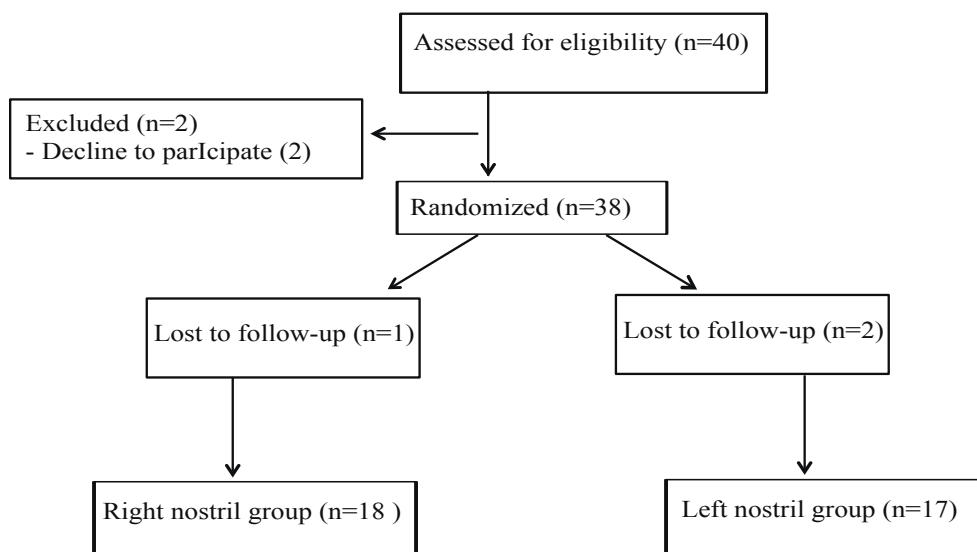 Assessed for eligibility (n=40)
Excluded (n=2)
- Decline to parIcipate (2)
Randomized (n=38)
Lost to follow-up (n=1)
Lost to follow-up (n=2)
Right nostril group (n=18 )
Left nostril group (n=17)